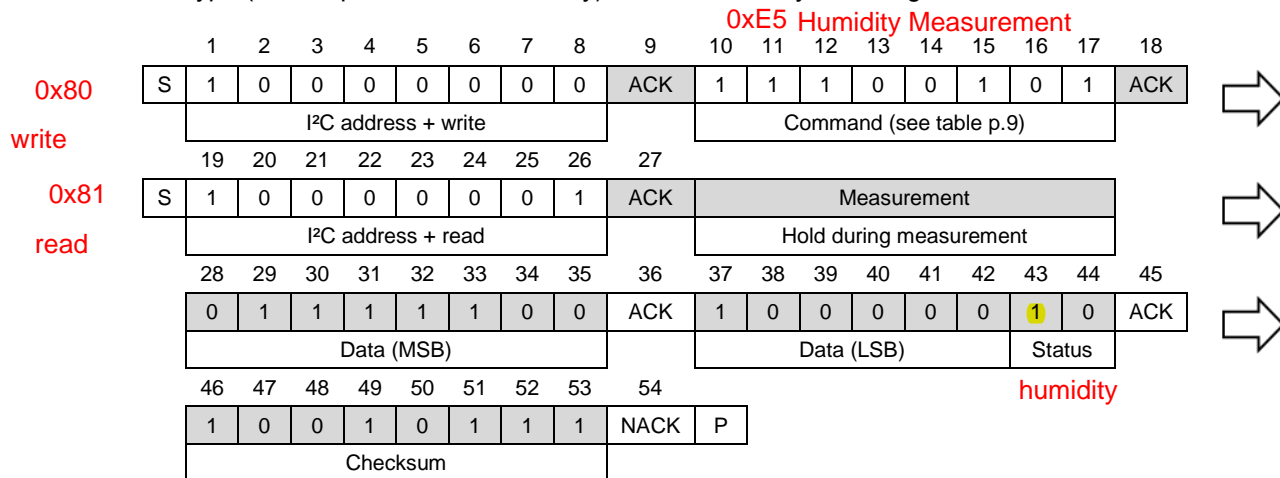 0xE5 Humidity Measurement
1 2 3 4 5 6 7 8 9 10 11 12 13 14 15 16 17 18
0x80 S 1 0 0 0 0 0 0 0 ACK 1 1 1 0 0 1 0 1 ACK
write I²C address + write Command (see table p.9)
19 20 21 22 23 24 25 26 27
0x81 S 1 0 0 0 0 0 0 1 ACK Measurement
read I²C address + read Hold during measurement
28 29 30 31 32 33 34 35 36 37 38 39 40 41 42 43 44 45
0 1 1 1 1 1 0 0 ACK 1 0 0 0 0 0 1 0 ACK
Data (MSB) Data (LSB) Status
46 47 48 49 50 51 52 53 54 humidity
1 0 0 1 0 1 1 1 NACK P
Checksum